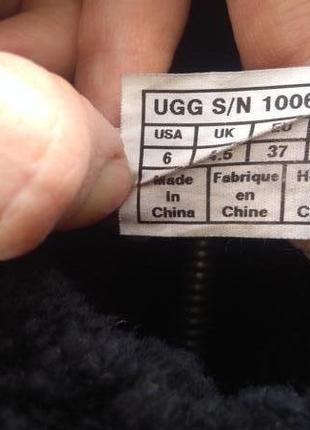 UGG S/N 1006
USA UK EU
6 4.5 37
Made Fabrique H
in en
China Chine C